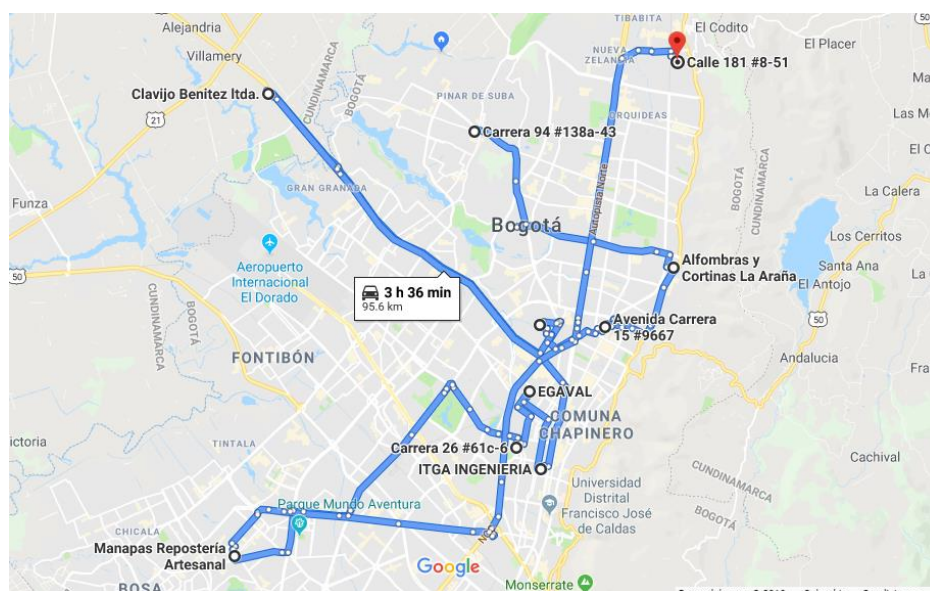 TIBABITA
El Codito
50
Alejandria
NUEVA
ZELANDIA
El Placer
Villamery
Calle 181 #8-51
Clavijo Benitez ltda.
CUNDINAMARCA
BOGOTÁ
PINAR DE SUBA
21
ORQUIDEAS
Carrera 94 #138a-43
GRAN GRANADA
Autopista Norte
BOGOTÁ
CUNDINAMARCA
La Calera
Funza
Bogotá
Los Cerritos
Aeropuerto
Internacional
El Dorado
Alfombras y
Cortinas La Araña
Santa Ana
El Antojo
50
3 h 36 min
95.6 km
CUNDINAMARCA
BOGOTÁ
Avenida Carrera
15 #9667
50
FONTIBÓN
Andalucia
EGAVAL
COMUNA
CHAPINERO
ictoria
TINTALA
Carrera 26 #61c-6
ITGA INGENIERIA
Cachival
CUNDINAMARCA
BOGOTÁ
Universidad
Distrital
Francisco José
de Caldas
Parque Mundo Aventura
CHICALA
NQS
Manapas Repostería
Artesanal
Google
BOSA
Monserrate